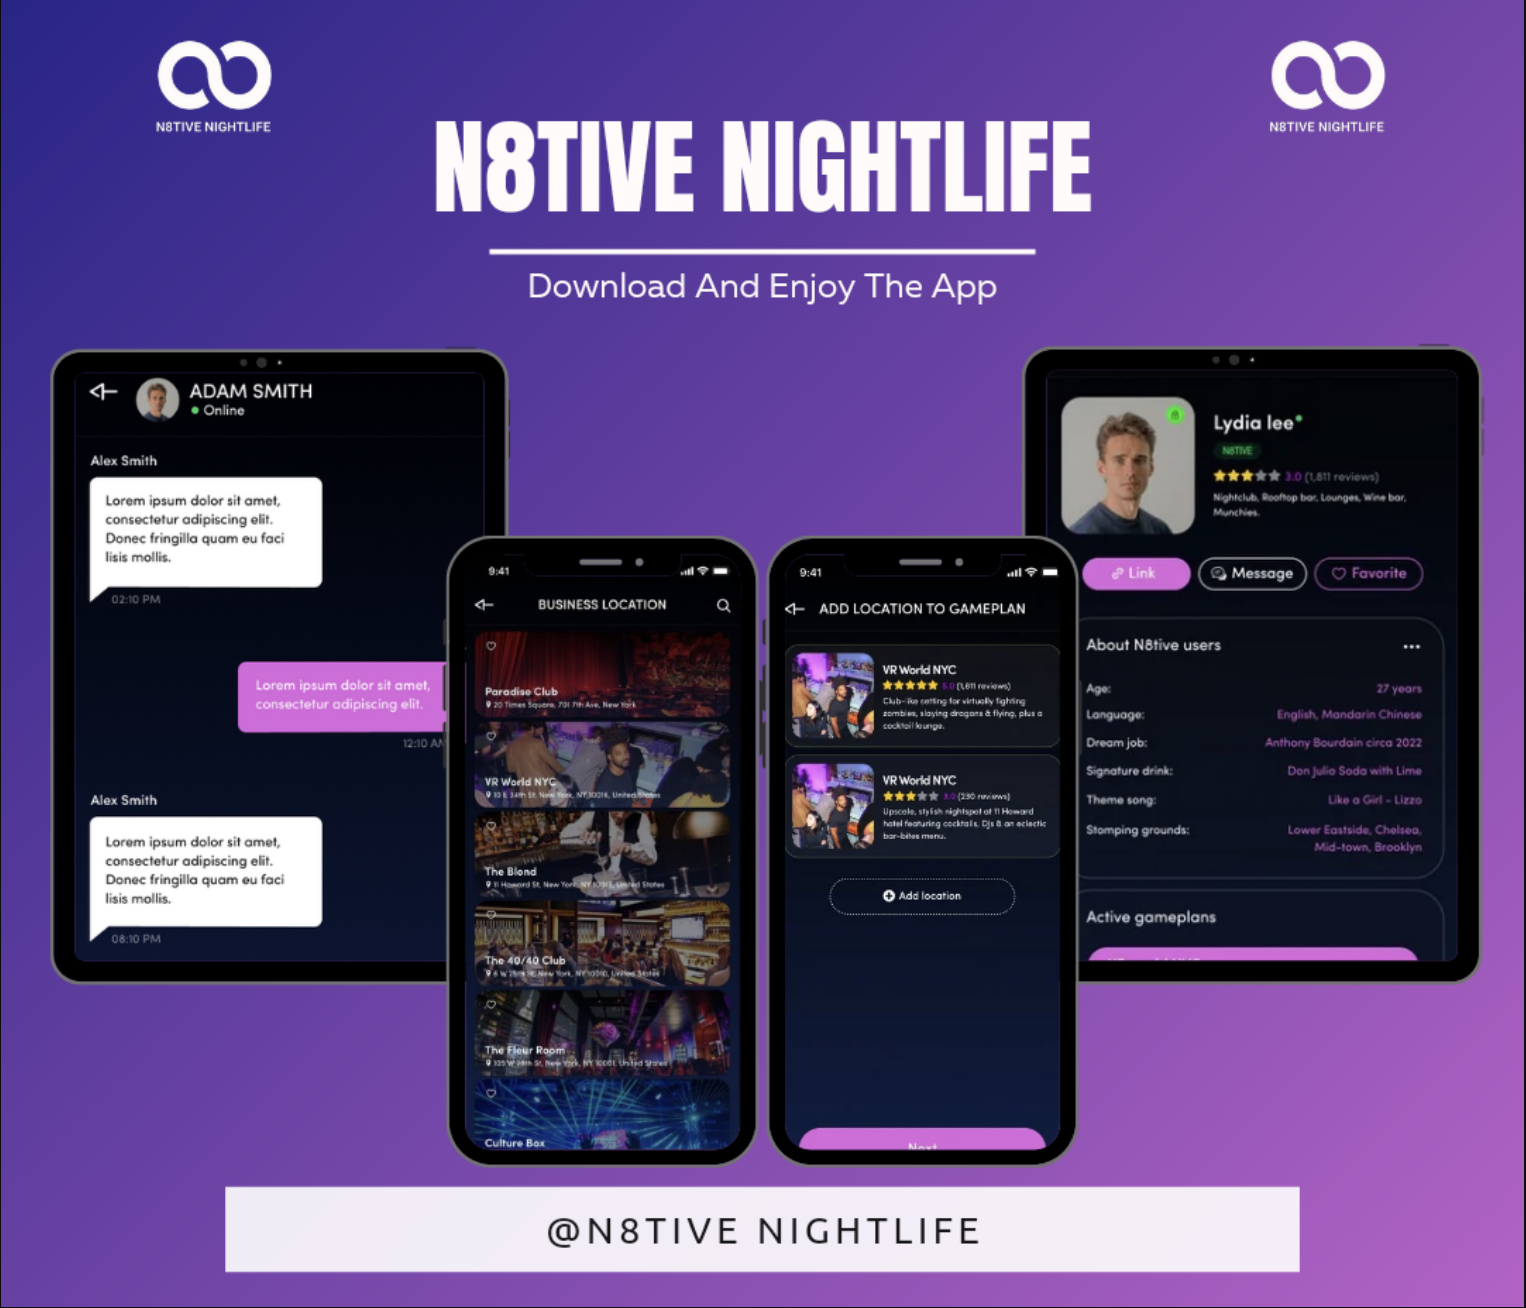 N8TIVE NIGHTLIFE
N8TIVE NIGHTLIFE
N8TIVE NIGHTLIFE
Download And Enjoy The App
ADAM SMITH
Online
Alex Smith
Lorem ipsum dolor sit amet,
consectetur adipiscing elit.
Donec fringilla quam eu faci
lisis mollis.
02:10 PM
Lorem ipsum dolor sit amet,
consectetur adipiscing elit.
12:10 AM
Alex Smith
Lorem ipsum dolor sit amet,
consectetur adipiscing elit.
Donec fringilla quam eu faci
lisis mollis.
08:10 PM
9:41
BUSINESS LOCATION
Paradise Club
20 Times Square, 701 7th Ave, New York
VR World NYC
10 E 34th St, New York, NY 10016, United States
The Blond
11 Howard St, New York, NY 10013, United States
The 40/40 Club
6 W 25th St, New York, NY 10010, United States
The Fleur Room
105 W 28th St, New York, NY 10001, United States
Culture Box
9:41
ADD LOCATION TO GAMEPLAN
VR World NYC
5.0 (1,811 reviews)
Club-like setting for virtually fighting
zombies, slaying dragons & flying, plus a
cocktail lounge.
VR World NYC
3.0 (230 reviews)
Upscale, stylish nightspot at 11 Howard
hotel featuring cocktails, Djs & an eclectic
bar-bites menu.
Add location
Next
Lydia lee
N8TIVE
3.0 (1,811 reviews)
Nightclub, Rooftop bar, Lounges, Wine bar,
Munchies.
Link
Message
Favorite
About N8tive users
Age: 27 years
Language: English, Mandarin Chinese
Dream job: Anthony Bourdain circa 2022
Signature drink: Don Julio Soda with Lime
Theme song: Like a Girl - Lizzo
Stomping grounds: Lower Eastside, Chelsea,
Mid-town, Brooklyn
Active gameplans
@N8TIVE NIGHTLIFE